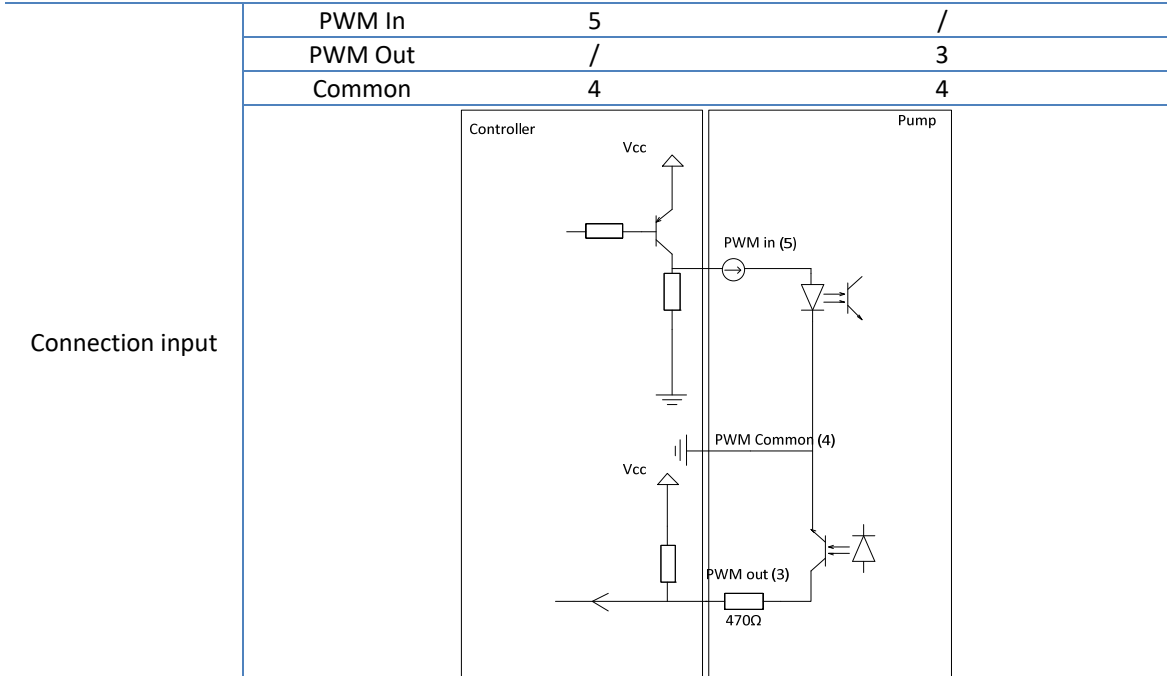 PWM In 5 /
PWM Out / 3
Common 4 4
Connection input
Controller
Pump
Vcc
PWM in (5)
PWM Common (4)
Vcc
PWM out (3)
470Ω